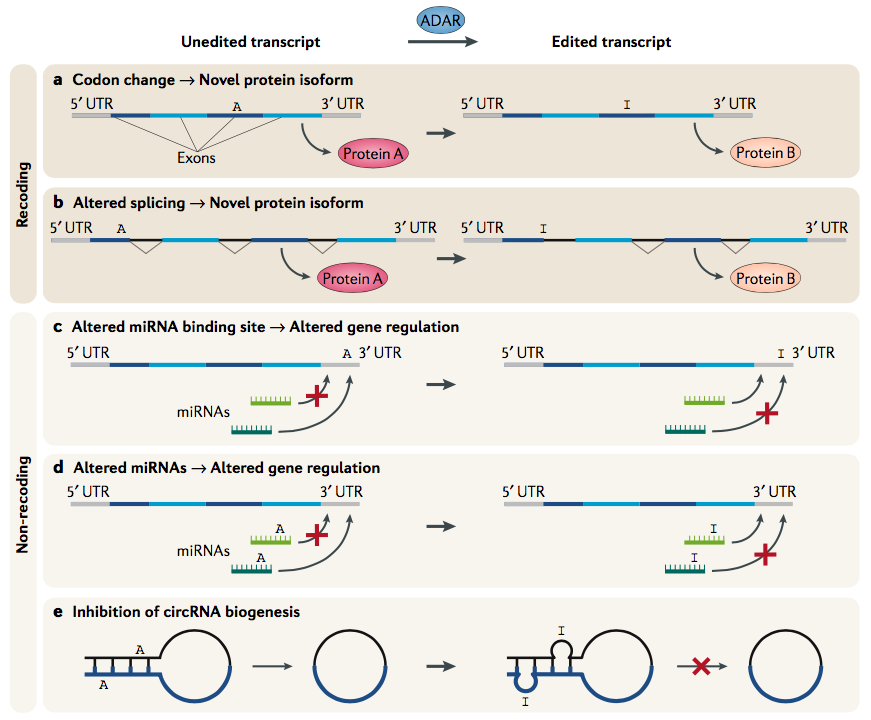 ADAR
Unedited transcript
Edited transcript
Recoding
a Codon change → Novel protein isoform
5′ UTR A 3′ UTR
Exons
Protein A
5′ UTR I 3′ UTR
Protein B
b Altered splicing → Novel protein isoform
5′ UTR A 3′ UTR
Protein A
5′ UTR I 3′ UTR
Protein B
Non-recoding
c Altered miRNA binding site → Altered gene regulation
5′ UTR A 3′ UTR
miRNAs
5′ UTR I 3′ UTR
d Altered miRNAs → Altered gene regulation
5′ UTR 3′ UTR
A
miRNAs
A
5′ UTR 3′ UTR
I
I
e Inhibition of circRNA biogenesis
A
A
I
I